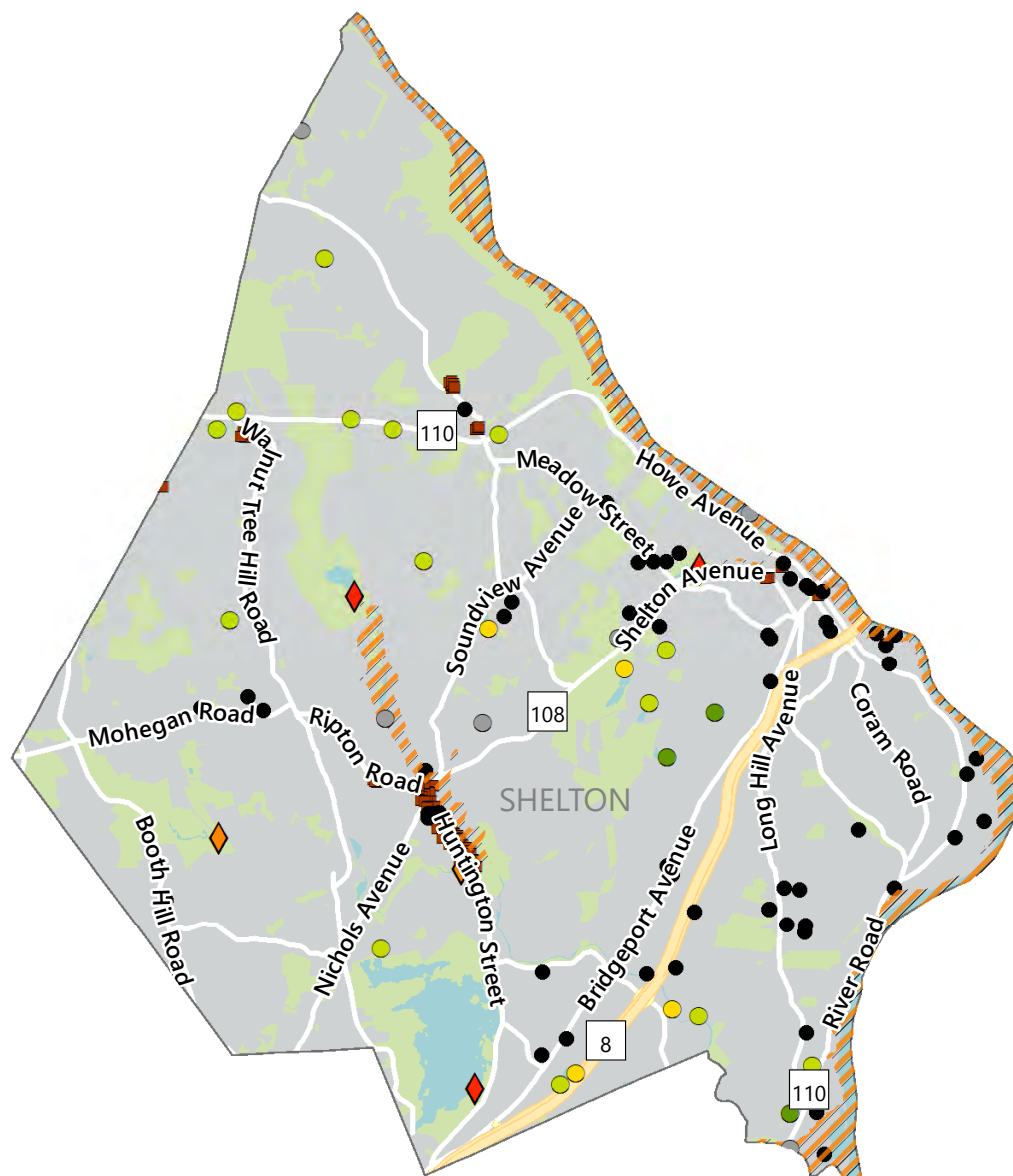 110
Howe Avenue
Meadow Street
Walnut Tree Hill Road
Soundview Avenue
Shelton Avenue
108
Mohegan Road
Ripton Road
Long Hill Avenue
Coram Road
SHELTON
Booth Hill Road
Nichols Avenue
Huntington Street
Bridgeport Avenue
River Road
8
110